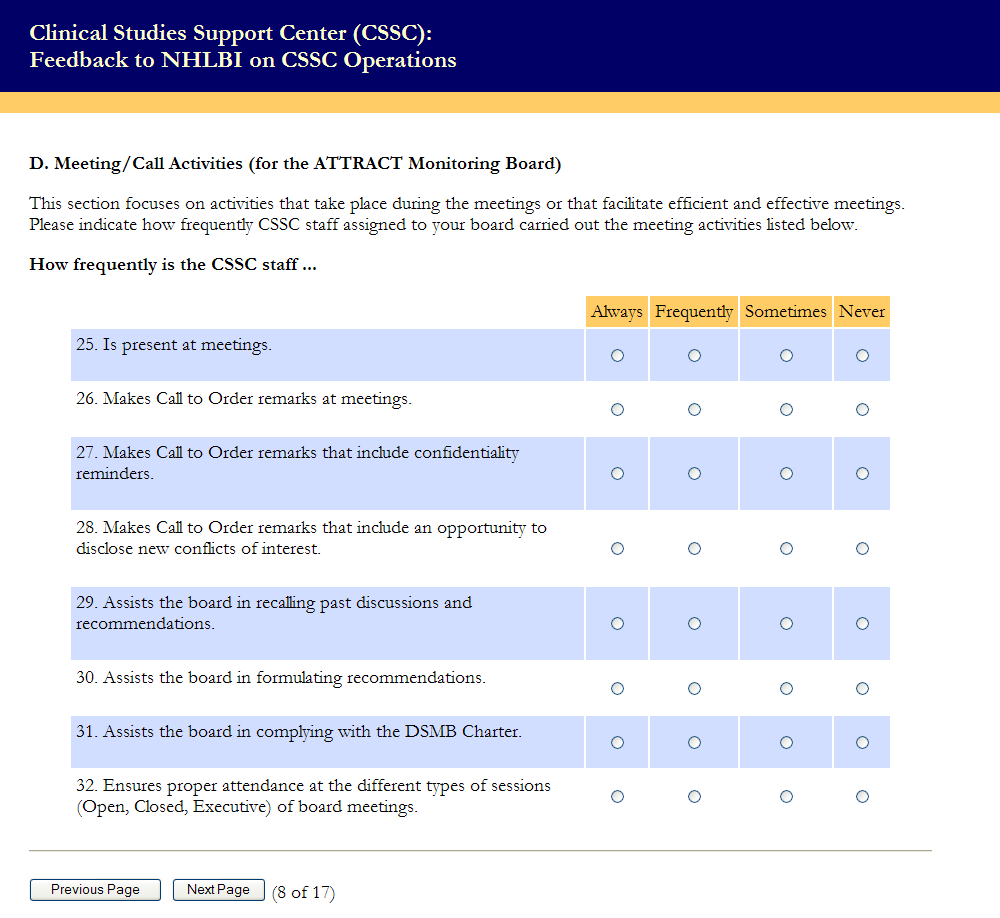 Clinical Studies Support Center (CSSC):
Feedback to NHLBI on CSSC Operations
D. Meeting/Call Activities (for the ATTRACT Monitoring Board)
This section focuses on activities that take place during the meetings or that facilitate efficient and effective meetings.
Please indicate how frequently CSSC staff assigned to your board carried out the meeting activities listed below.
How frequently is the CSSC staff ...
Always Frequently Sometimes Never
25. Is present at meetings.
26. Makes Call to Order remarks at meetings.
27. Makes Call to Order remarks that include confidentiality
reminders.
28. Makes Call to Order remarks that include an opportunity to
disclose new conflicts of interest.
29. Assists the board in recalling past discussions and
recommendations.
30. Assists the board in formulating recommendations.
31. Assists the board in complying with the DSMB Charter.
32. Ensures proper attendance at the different types of sessions
(Open, Closed, Executive) of board meetings.
Previous Page Next Page (8 of 17)